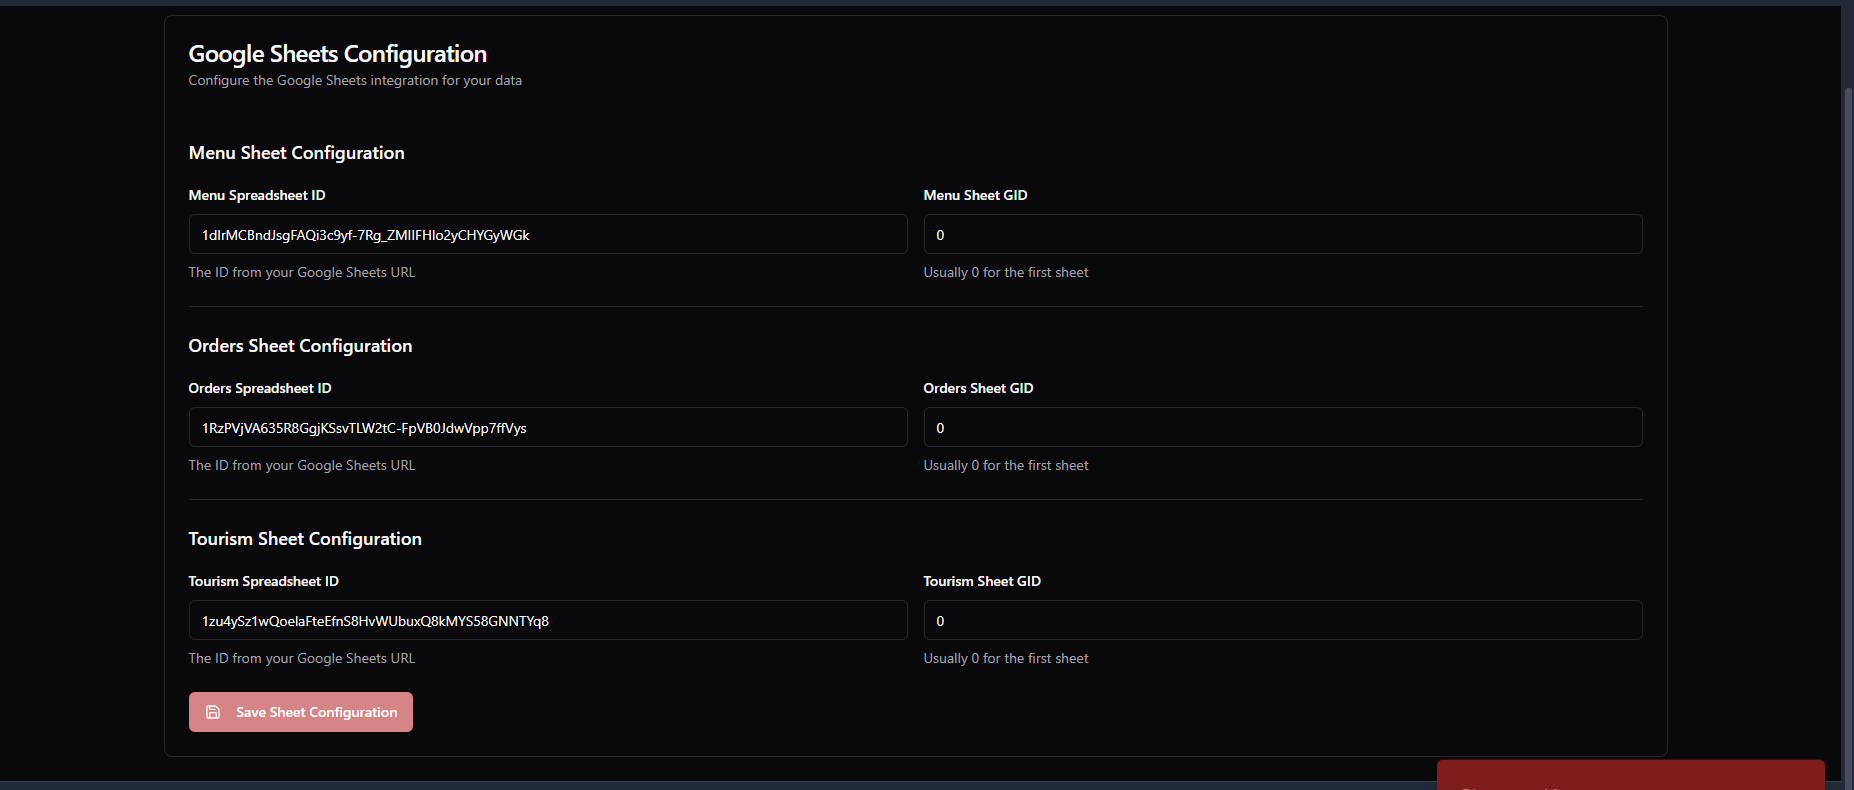 Google Sheets Configuration
Configure the Google Sheets integration for your data
Menu Sheet Configuration
Menu Spreadsheet ID
Menu Sheet GID
1dIrMCBndJsgFAQi3c9yf-7Rg_ZMIIFHlo2yCHYGyWGk
0
The ID from your Google Sheets URL
Usually 0 for the first sheet
Orders Sheet Configuration
Orders Spreadsheet ID
Orders Sheet GID
1RzPVjVA635R8GgjKSsvTLW2tC-FpVB0JdwVpp7ffVys
0
The ID from your Google Sheets URL
Usually 0 for the first sheet
Tourism Sheet Configuration
Tourism Spreadsheet ID
Tourism Sheet GID
1zu4ySz1wQoelaFteEfnS8HvWUbuxQ8kMYS58GNNTYq8
0
The ID from your Google Sheets URL
Usually 0 for the first sheet
Save Sheet Configuration